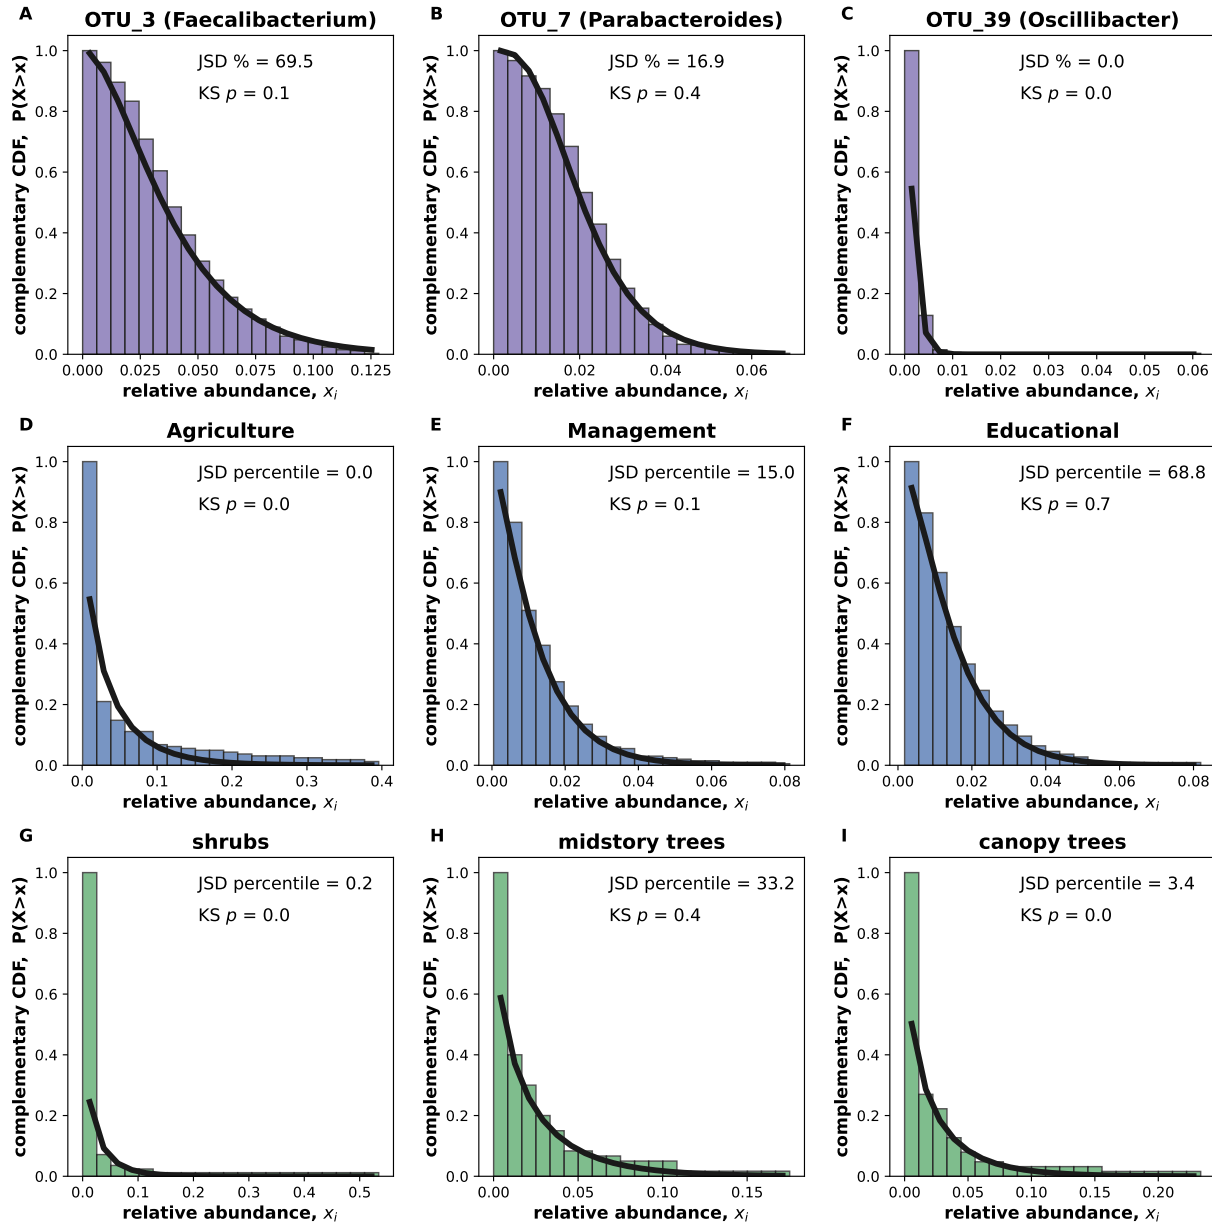 A
OTU_3 (Faecalibacterium)
JSD % = 69.5
KS p = 0.1
complementary CDF, P(X>x)
1.0
0.8
0.6
0.4
0.2
0.0
0.000 0.025 0.050 0.075 0.100 0.125
relative abundance, xi
B
OTU_7 (Parabacteroides)
JSD % = 16.9
KS p = 0.4
complementary CDF, P(X>x)
1.0
0.8
0.6
0.4
0.2
0.0
0.00 0.02 0.04 0.06
relative abundance, xi
C
OTU_39 (Oscillibacter)
JSD % = 0.0
KS p = 0.0
complementary CDF, P(X>x)
1.0
0.8
0.6
0.4
0.2
0.0
0.00 0.01 0.02 0.03 0.04 0.05 0.06
relative abundance, xi
D
Agriculture
JSD percentile = 0.0
KS p = 0.0
complementary CDF, P(X>x)
1.0
0.8
0.6
0.4
0.2
0.0
0.0 0.1 0.2 0.3 0.4
relative abundance, xi
E
Management
JSD percentile = 15.0
KS p = 0.1
complementary CDF, P(X>x)
1.0
0.8
0.6
0.4
0.2
0.0
0.00 0.02 0.04 0.06 0.08
relative abundance, xi
F
Educational
JSD percentile = 68.8
KS p = 0.7
complementary CDF, P(X>x)
1.0
0.8
0.6
0.4
0.2
0.0
0.00 0.02 0.04 0.06 0.08
relative abundance, xi
G
shrubs
JSD percentile = 0.2
KS p = 0.0
complementary CDF, P(X>x)
1.0
0.8
0.6
0.4
0.2
0.0
0.0 0.1 0.2 0.3 0.4 0.5
relative abundance, xi
H
midstory trees
JSD percentile = 33.2
KS p = 0.4
complementary CDF, P(X>x)
1.0
0.8
0.6
0.4
0.2
0.0
0.00 0.05 0.10 0.15
relative abundance, xi
I
canopy trees
JSD percentile = 3.4
KS p = 0.0
complementary CDF, P(X>x)
1.0
0.8
0.6
0.4
0.2
0.0
0.00 0.05 0.10 0.15 0.20
relative abundance, xi